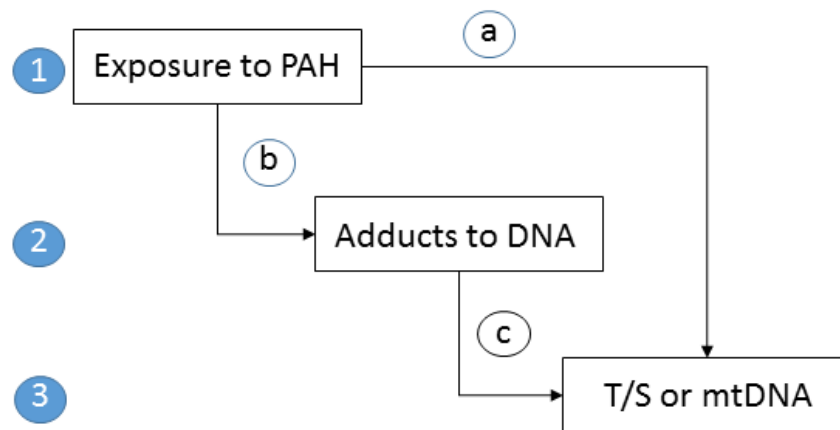 a
1 Exposure to PAH
b
2 Adducts to DNA
c
3 T/S or mtDNA